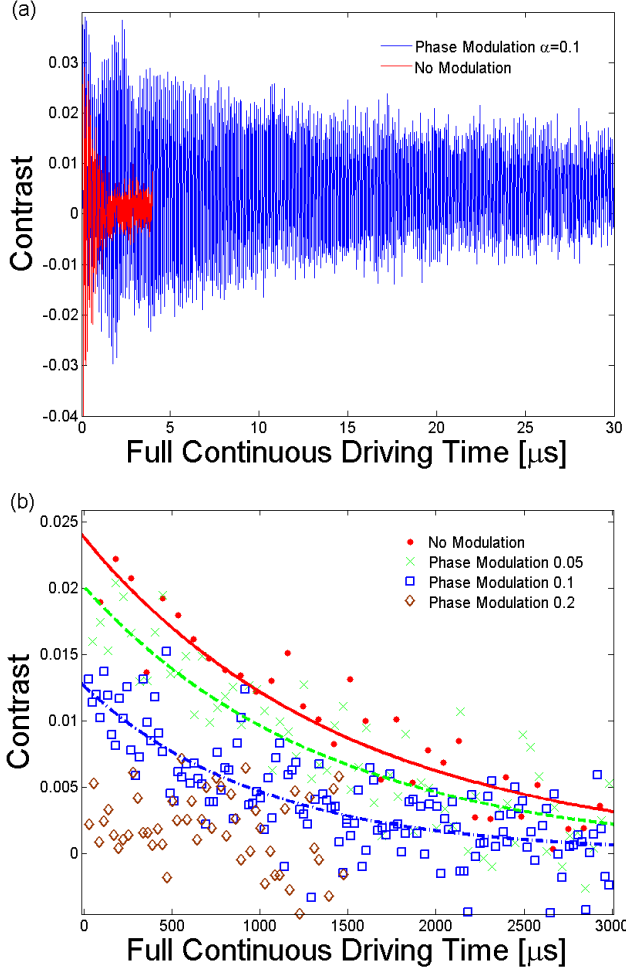 (a)
0.04
0.03
0.02
0.01
0
-0.01
-0.02
-0.03
-0.04
Contrast
Phase Modulation α=0.1
No Modulation
0 5 10 15 20 25 30
Full Continuous Driving Time [μs]
(b)
0.025
0.02
0.015
0.01
0.005
0
Contrast
No Modulation
Phase Modulation 0.05
Phase Modulation 0.1
Phase Modulation 0.2
0 500 1000 1500 2000 2500 3000
Full Continuous Driving Time [μs]